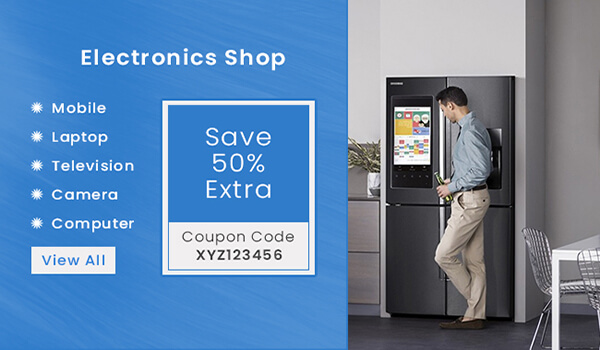 Electronics Shop
Mobile
Laptop
Television
Camera
Computer
View All
Save
50%
Extra
Coupon Code
XYZ123456